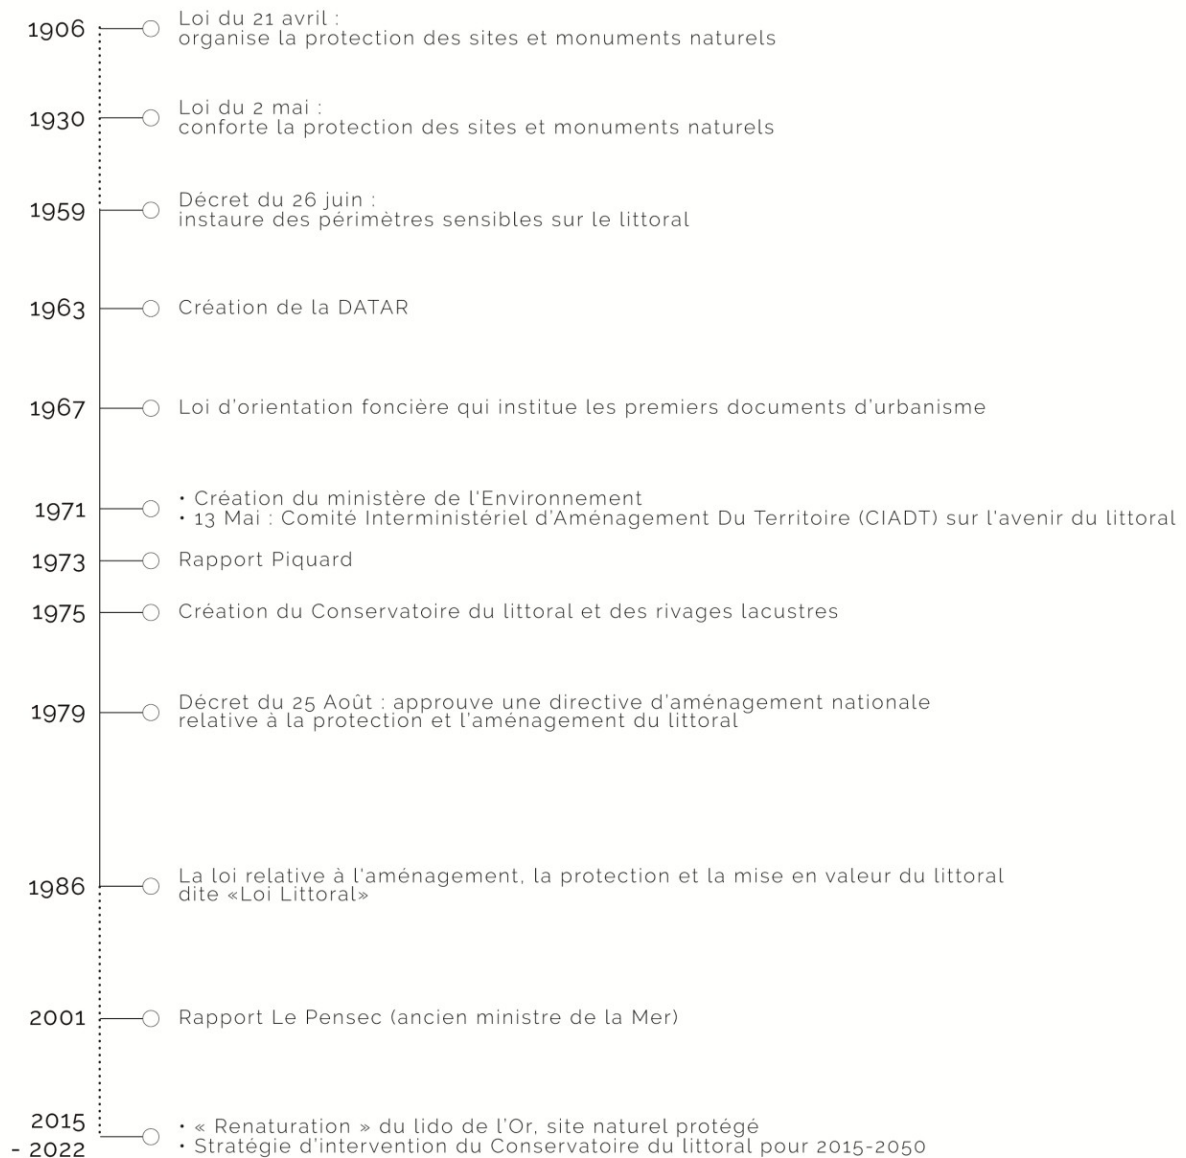 1906
Loi du 21 avril :
organise la protection des sites et monuments naturels
1930
Loi du 2 mai :
conforte la protection des sites et monuments naturels
1959
Décret du 26 juin :
instaure des périmètres sensibles sur le littoral
1963
Création de la DATAR
1967
Loi d'orientation foncière qui institue les premiers documents d'urbanisme
1971
• Création du ministère de l'Environnement
• 13 Mai : Comité Interministériel d'Aménagement Du Territoire (CIADT) sur l'avenir du littoral
1973
Rapport Piquard
1975
Création du Conservatoire du littoral et des rivages lacustres
1979
Décret du 25 Août : approuve une directive d'aménagement nationale
relative à la protection et l'aménagement du littoral
1986
La loi relative à l'aménagement, la protection et la mise en valeur du littoral
dite «Loi Littoral»
2001
Rapport Le Pensec (ancien ministre de la Mer)
2015
- 2022
• « Renaturation » du lido de l'Or, site naturel protégé
• Stratégie d'intervention du Conservatoire du littoral pour 2015-2050